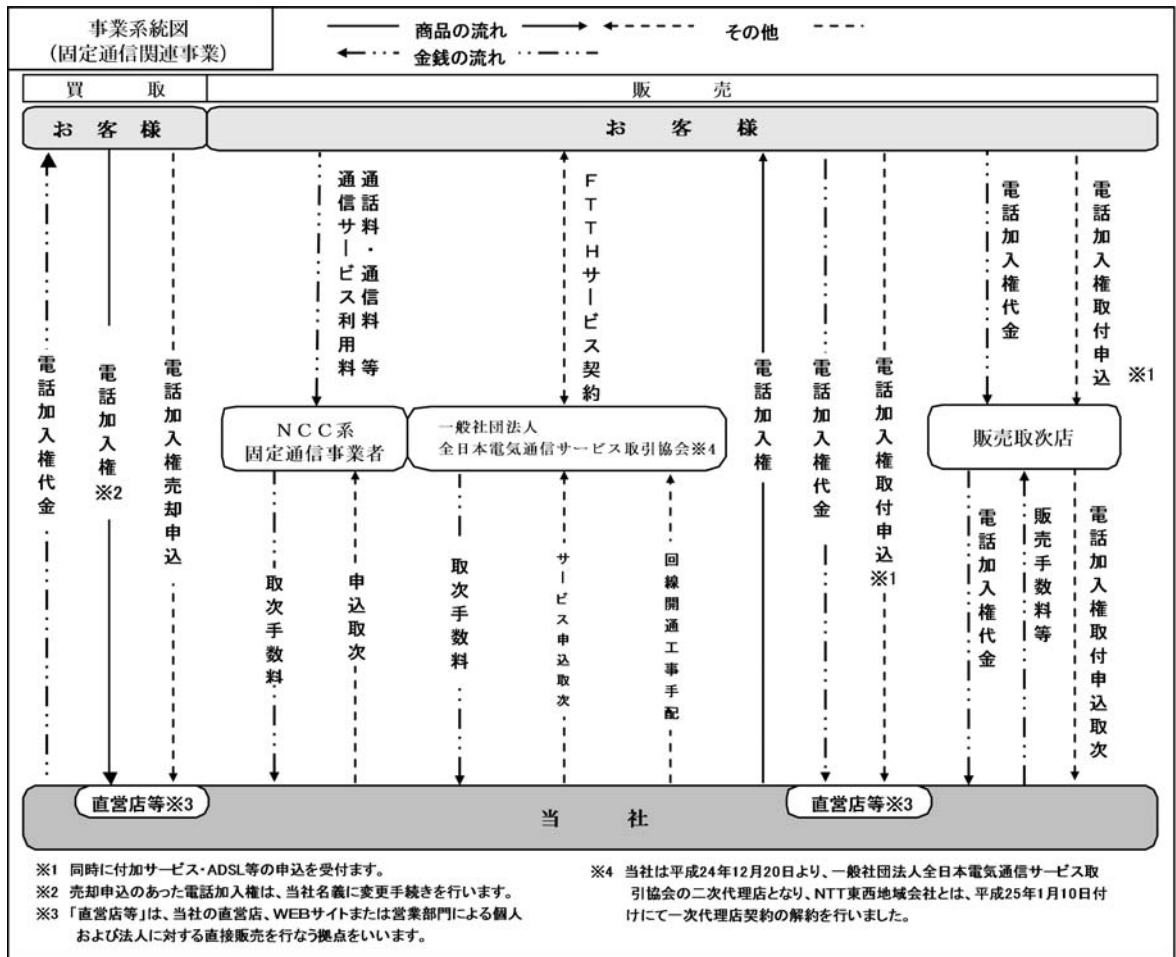 事業系統図
(固定通信関連事業)
商品の流れ
その他
金銭の流れ
買 取
販 売
お 客 様
お 客 様
電話加入権代金
電話加入権
※2
電話加入権売却申込
通話料・通信料 等
通信サービス利用料
FTTHサービス契約
電話加入権
電話加入権代金
電話加入権取付申込
※1
電話加入権代金
電話加入権取付申込
※1
NCC系
固定通信事業者
一般社団法人
全日本電気通信サービス取引協会※4
販売取次店
取次手数料
申込取次
取次手数料
サービス申込取次
回線開通工事手配
電話加入権代金
販売手数料等
電話加入権取付申込取次
直営店等※3
直営店等※3
当 社
※1 同時に付加サービス・ADSL等の申込を受付ます。
※2 売却申込のあった電話加入権は、当社名義に変更手続きを行います。
※3 「直営店等」は、当社の直営店、WEBサイトまたは営業部門による個人
および法人に対する直接販売を行なう拠点をいいます。
※4 当社は平成24年12月20日より、一般社団法人全日本電気通信サービス取
引協会の二次代理店となり、NTT東西地域会社とは、平成25年1月10日付
けにて一次代理店契約の解約を行いました。